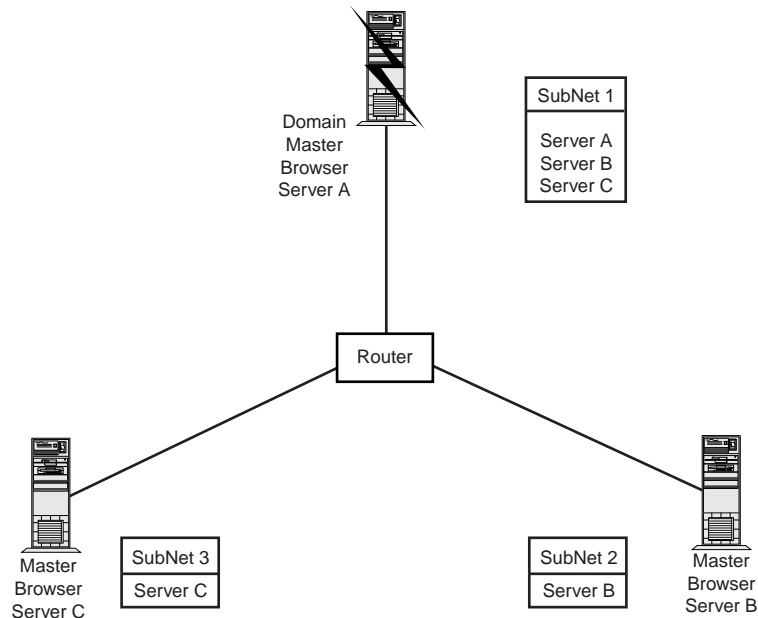 Domain
Master
Browser
Server A
SubNet 1
Server A
Server B
Server C
Router
Master
Browser
Server C
SubNet 3
Server C
SubNet 2
Server B
Master
Browser
Server B